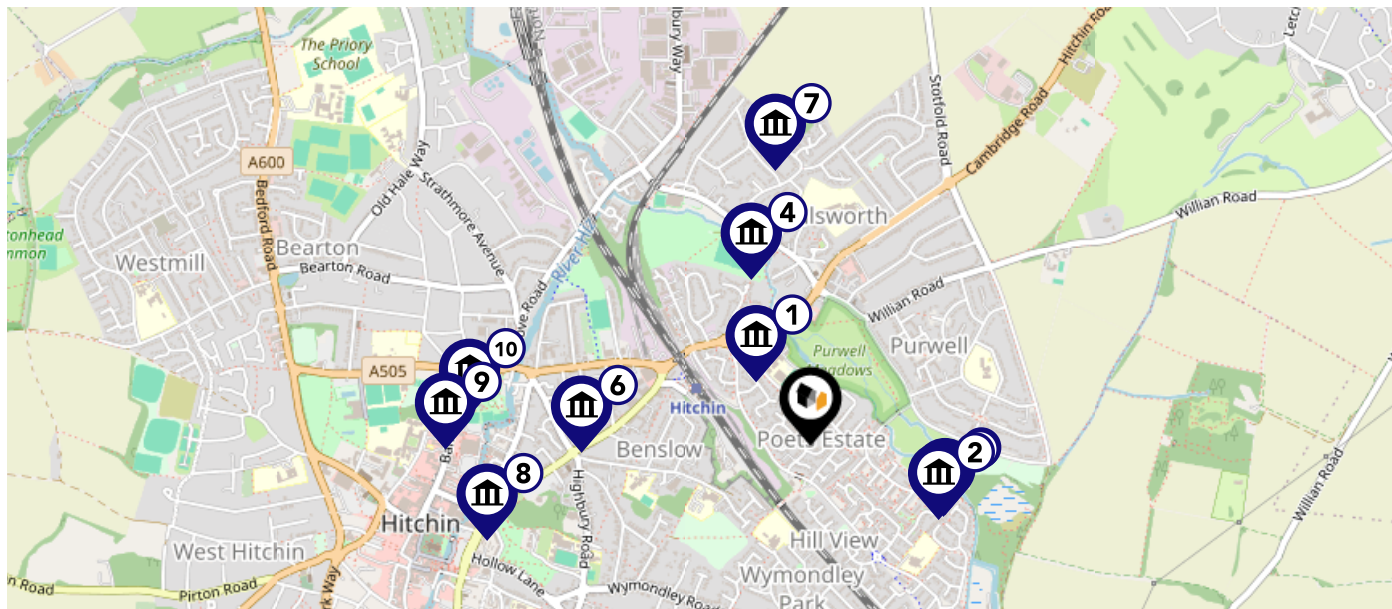 The Priory
School
A600
Old Hale Way
Strathmore Avenue
Bedford Road
Bearton
Bearton Road
Westmill
River Hiz
A505
Stotfold Road
Cambridge Road
Hitchin Road
Willian Road
Willian Road
Purwell
Purwell
Meadows
7
4
1
10
9
6
8
2
Hitchin
Poets Estate
Benslow
Hitchin
Highbury Road
Hill View
Wymondley
Park
Wymondley Road
Hollow Lane
West Hitchin
Pirton Road
Willian Road